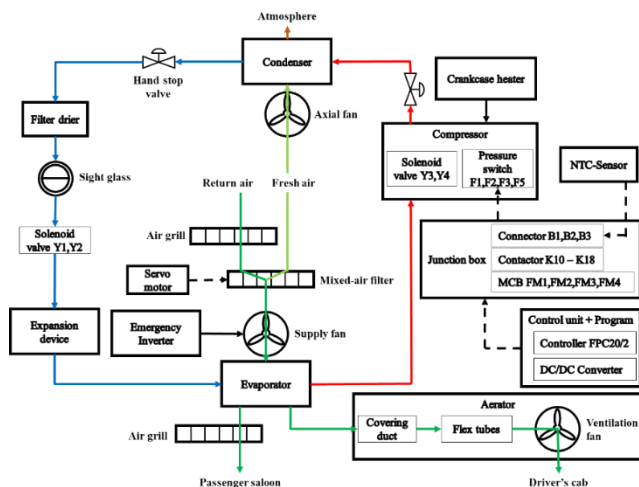 Atmosphere
Condenser
Hand stop
valve
Crankcase heater
Axial fan
Filter drier
Compressor
Solenoid
valve Y3,Y4
Pressure
switch
F1,F2,F3,F5
NTC-Sensor
Sight glass
Return air
Fresh air
Solenoid
valve Y1,Y2
Air grill
Junction box
Connector B1,B2,B3
Contactor K10 – K18
MCB FM1,FM2,FM3,FM4
Servo
motor
Mixed-air filter
Expansion
device
Emergency
Inverter
Supply fan
Control unit + Program
Controller FPC20/2
DC/DC Converter
Evaporator
Air grill
Aerator
Covering
duct
Flex tubes
Ventilation
fan
Passenger saloon
Driver's cab